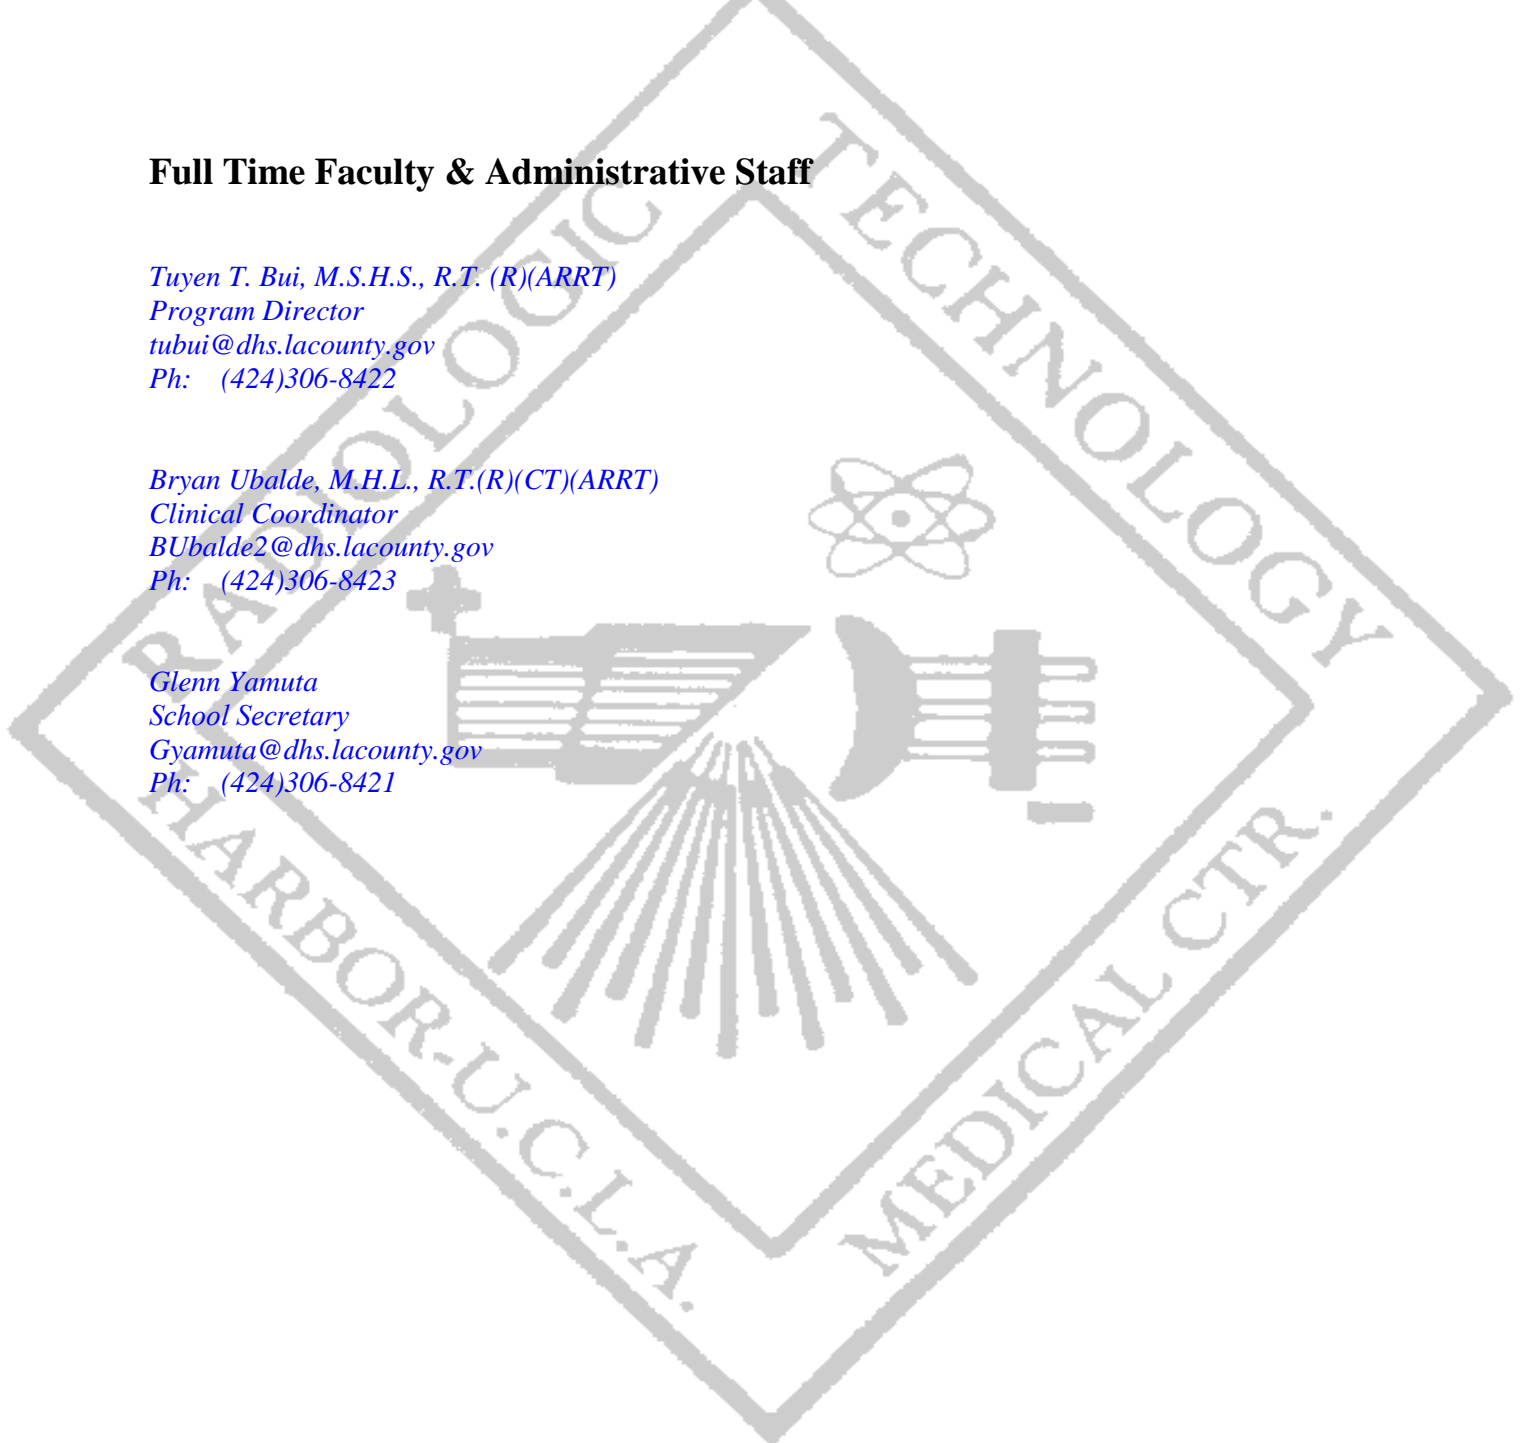 Full Time Faculty & Administrative Staff
Tuyen T. Bui, M.S.H.S., R.T. (R)(ARRT)
Program Director
tubui@dhs.lacounty.gov
Ph: (424)306-8422
Bryan Ubalde, M.H.L., R.T.(R)(CT)(ARRT)
Clinical Coordinator
BUbalde2@dhs.lacounty.gov
Ph: (424)306-8423
Glenn Yamuta
School Secretary
Gyamuta@dhs.lacounty.gov
Ph: (424)306-8421
RADIOLOGIC
TECHNOLOGY
HARBOR-U.C.L.A.
MEDICAL CTR.